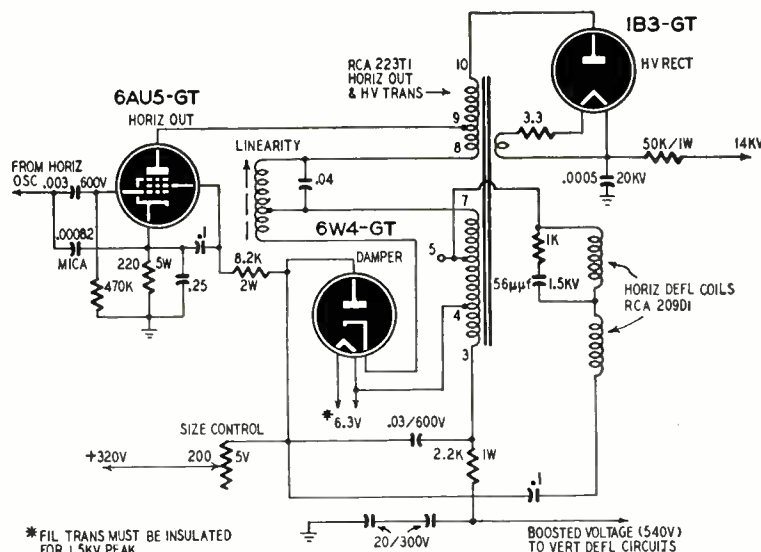 1B3-GT
HV RECT
10
RCA 223T1
HORIZ OUT
& HV TRANS
6AU5-GT
HORIZ OUT
9
3.3
LINEARITY
8
50K/1W
14KV
FROM HORIZ
OSC
.003
600V
.04
.0005
20KV
7
6W4-GT
DAMPER
5
.00082
MICA
.1
8.2K
2W
1K
220
5W
470K
.25
56μμf
1.5KV
HORIZ DEFL COILS
RCA 209D1
4
3
*
6.3V
.03/600V
SIZE CONTROL
+320V
200
5V
2.2K
1W
.1
*FIL TRANS MUST BE INSULATED
FOR 1.5KV PEAK
20/300V
BOOSTED VOLTAGE (540V)
TO VERT DEFL CIRCUITS